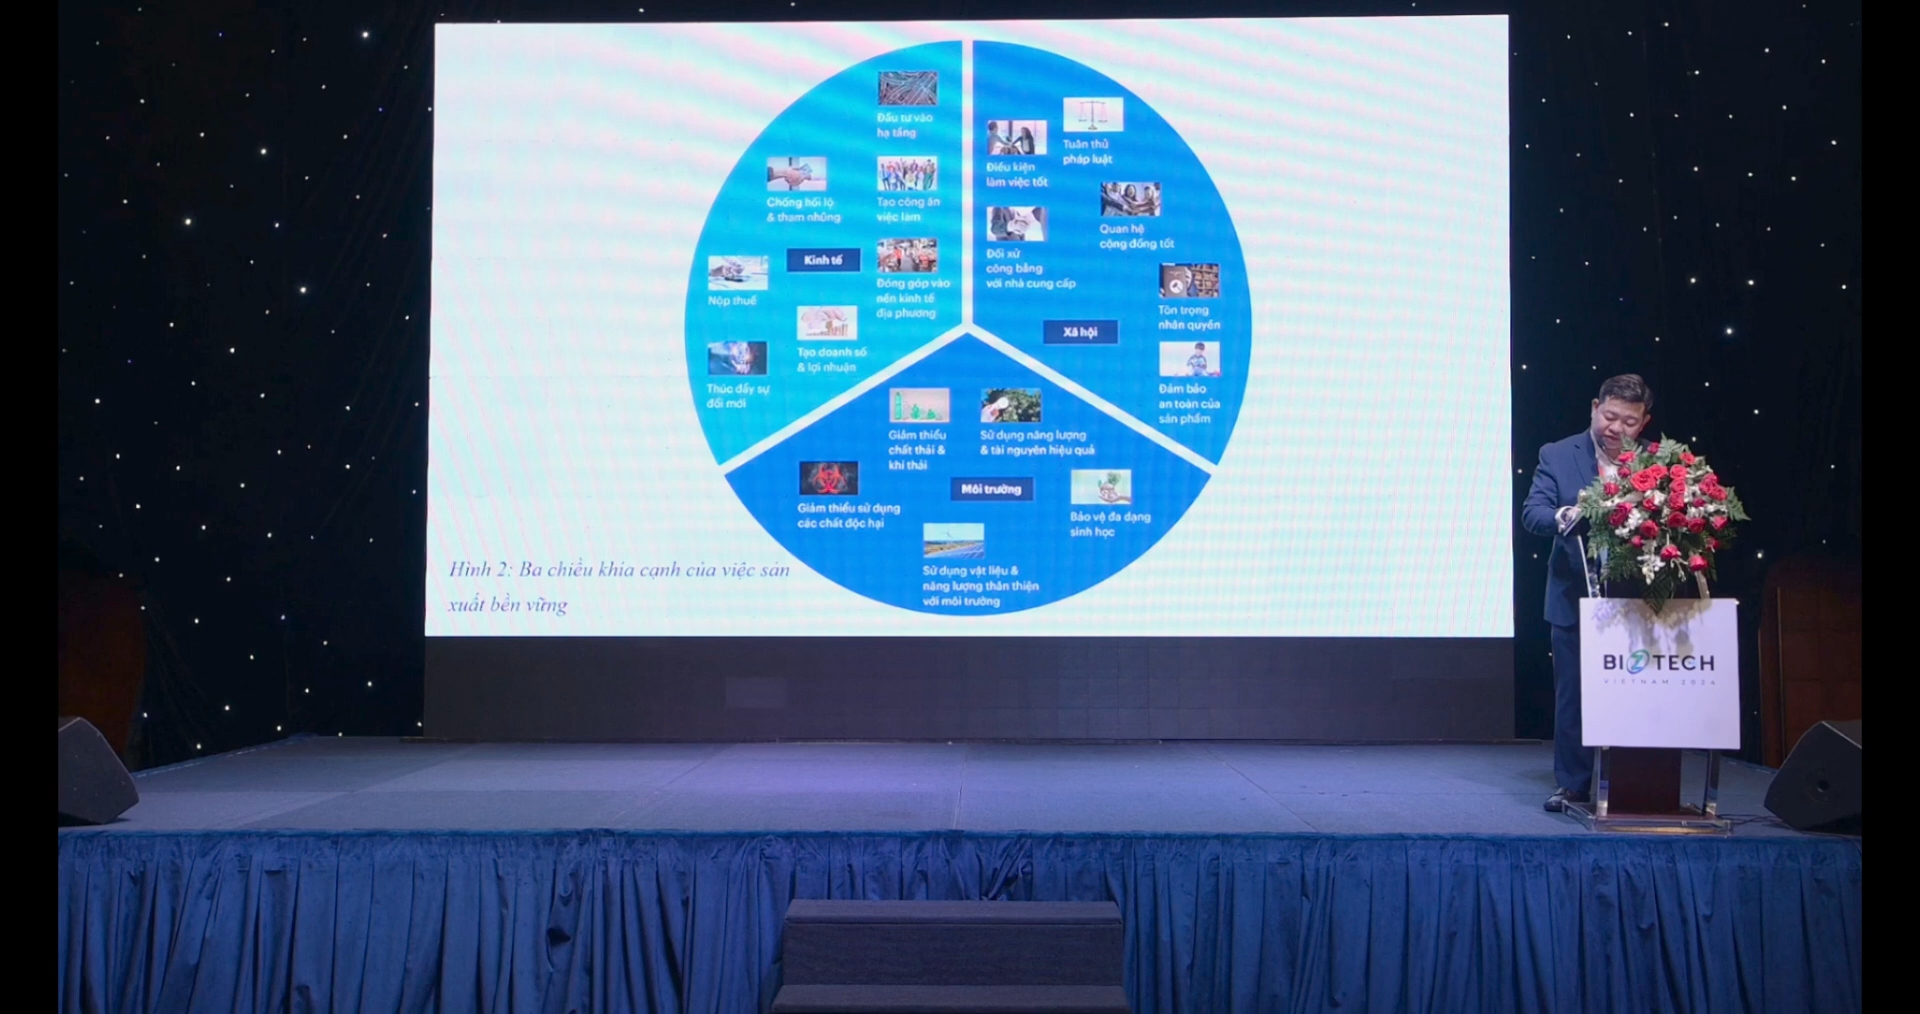 Đầu tư vào
hạ tầng
Chống hối lộ
& tham nhũng
Tạo công ăn
việc làm
Kinh tế
Nộp thuế
Đóng góp vào
nền kinh tế
địa phương
Tạo doanh số
& lợi nhuận
Thúc đẩy sự
đổi mới
Tuân thủ
pháp luật
Điều kiện
làm việc tốt
Quan hệ
cộng đồng tốt
Đối xử
công bằng
với nhà cung cấp
Tôn trọng
nhân quyền
Xã hội
Đảm bảo
an toàn của
sản phẩm
Giảm thiểu
chất thải &
khí thải
Sử dụng năng lượng
& tài nguyên hiệu quả
Môi trường
Giảm thiểu sử dụng
các chất độc hại
Bảo vệ đa dạng
sinh học
Sử dụng vật liệu &
năng lượng thân thiện
với môi trường
Hình 2: Ba chiều khía cạnh của việc sản
xuất bền vững
BIZTECH
VIETNAM 2024